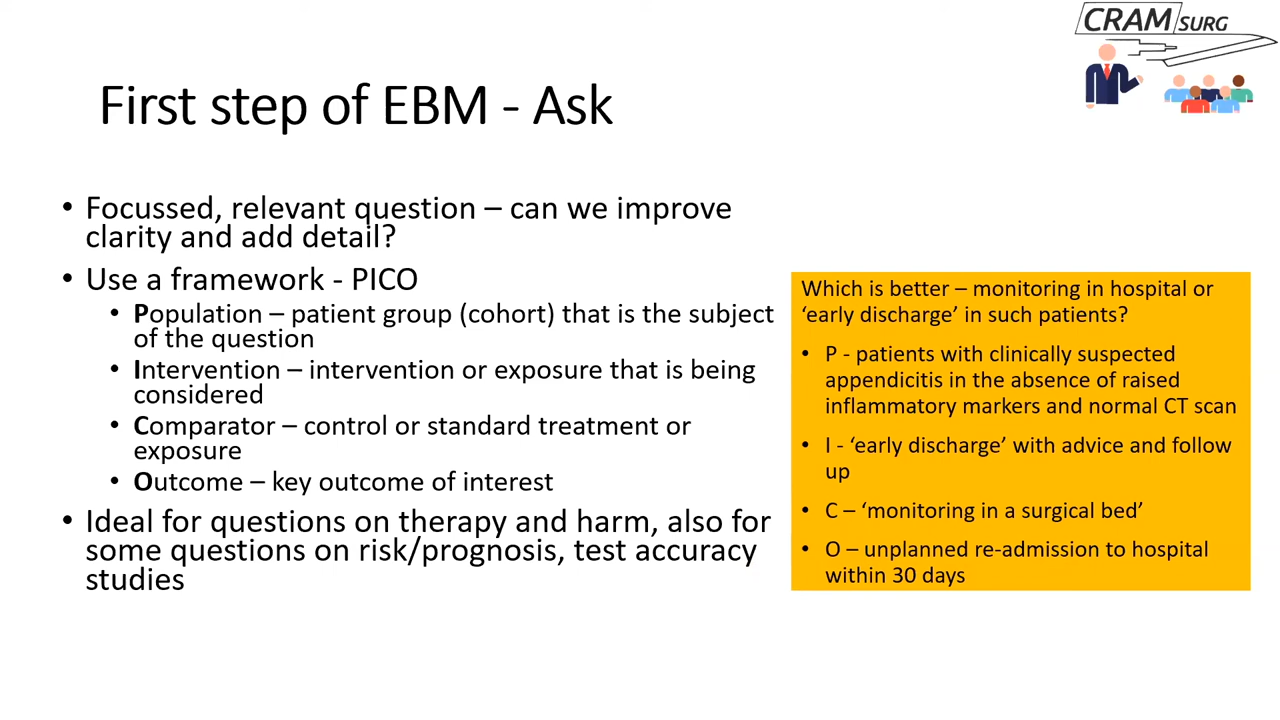 CRAM SURG
First step of EBM - Ask
• Focussed, relevant question – can we improve
clarity and add detail?
• Use a framework - PICO
• Population – patient group (cohort) that is the subject
of the question
• Intervention – intervention or exposure that is being
considered
• Comparator – control or standard treatment or
exposure
• Outcome – key outcome of interest
• Ideal for questions on therapy and harm, also for
some questions on risk/prognosis, test accuracy
studies
Which is better – monitoring in hospital or
‘early discharge’ in such patients?
• P - patients with clinically suspected
appendicitis in the absence of raised
inflammatory markers and normal CT scan
• I - ‘early discharge’ with advice and follow
up
• C – ‘monitoring in a surgical bed’
• O – unplanned re-admission to hospital
within 30 days